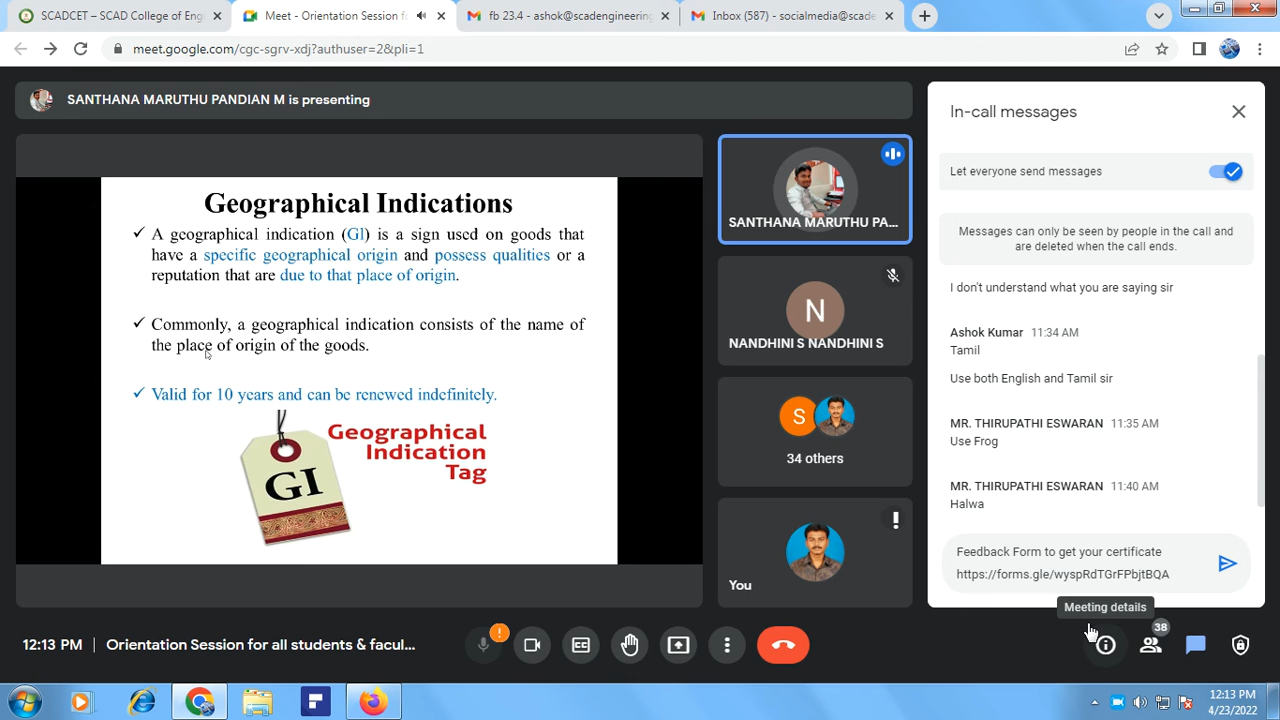 SCADCET — SCAD College of Eng
Meet - Orientation Session f
fb 23.4 - ashok@scadengineering
Inbox (587) - socialmedia@scade
meet.google.com/cgc-sgrv-xdj?authuser=2&pli=1
SANTHANA MARUTHU PANDIAN M is presenting
Geographical Indications
✓ A geographical indication (GI) is a sign used on goods that
have a specific geographical origin and possess qualities or a
reputation that are due to that place of origin.
✓ Commonly, a geographical indication consists of the name of
the place of origin of the goods.
✓ Valid for 10 years and can be renewed indefinitely.
GI
Geographical
Indication
Tag
SANTHANA MARUTHU PA...
N
NANDHINI S NANDHINI S
S
34 others
You
In-call messages
Let everyone send messages
Messages can only be seen by people in the call and
are deleted when the call ends.
I don't understand what you are saying sir
Ashok Kumar 11:34 AM
Tamil
Use both English and Tamil sir
MR. THIRUPATHI ESWARAN 11:35 AM
Use Frog
MR. THIRUPATHI ESWARAN 11:40 AM
Halwa
Feedback Form to get your certificate
https://forms.gle/wyspRdTGrFPbjtBQA
Meeting details
12:13 PM | Orientation Session for all students & facul...
38
12:13 PM
4/23/2022